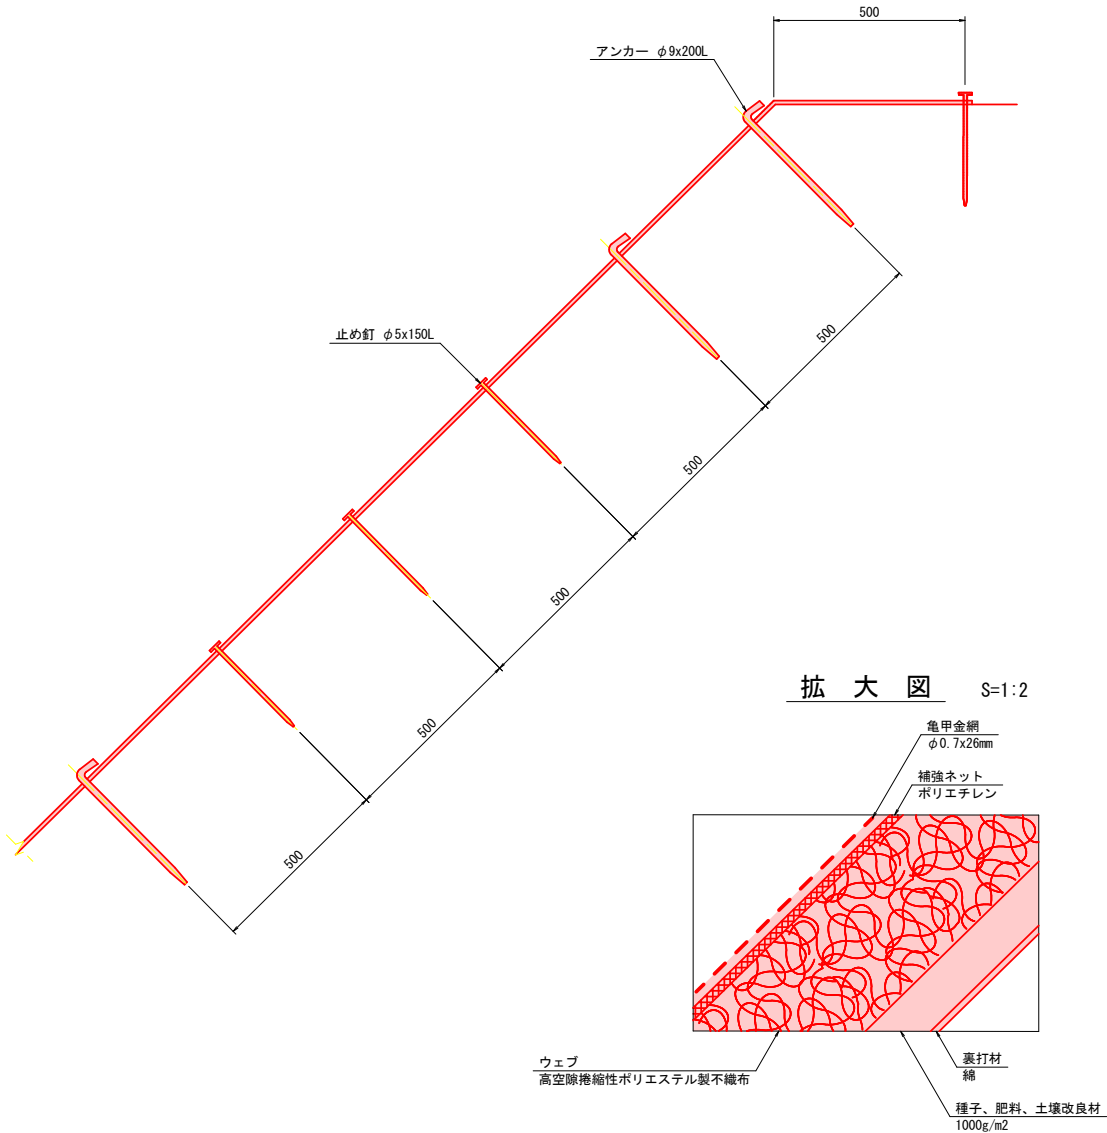 500
アンカー φ9x200L
止め釘 φ5x150L
500
500
500
500
500
拡大図 S=1:2
亀甲金網
φ0.7x26mm
補強ネット
ポリエチレン
ウェブ
高空隙捲縮性ポリエステル製不織布
裏打材
綿
種子、肥料、土壌改良材
1000g/m2